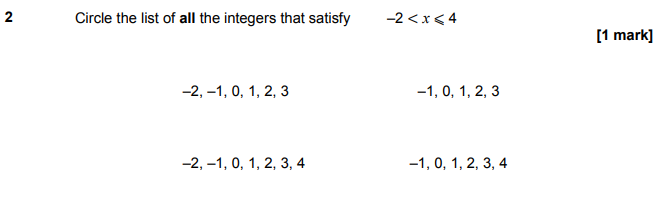 2 Circle the list of all the integers that satisfy –2 < x ⩽ 4
[1 mark]
–2, –1, 0, 1, 2, 3 –1, 0, 1, 2, 3
–2, –1, 0, 1, 2, 3, 4 –1, 0, 1, 2, 3, 4